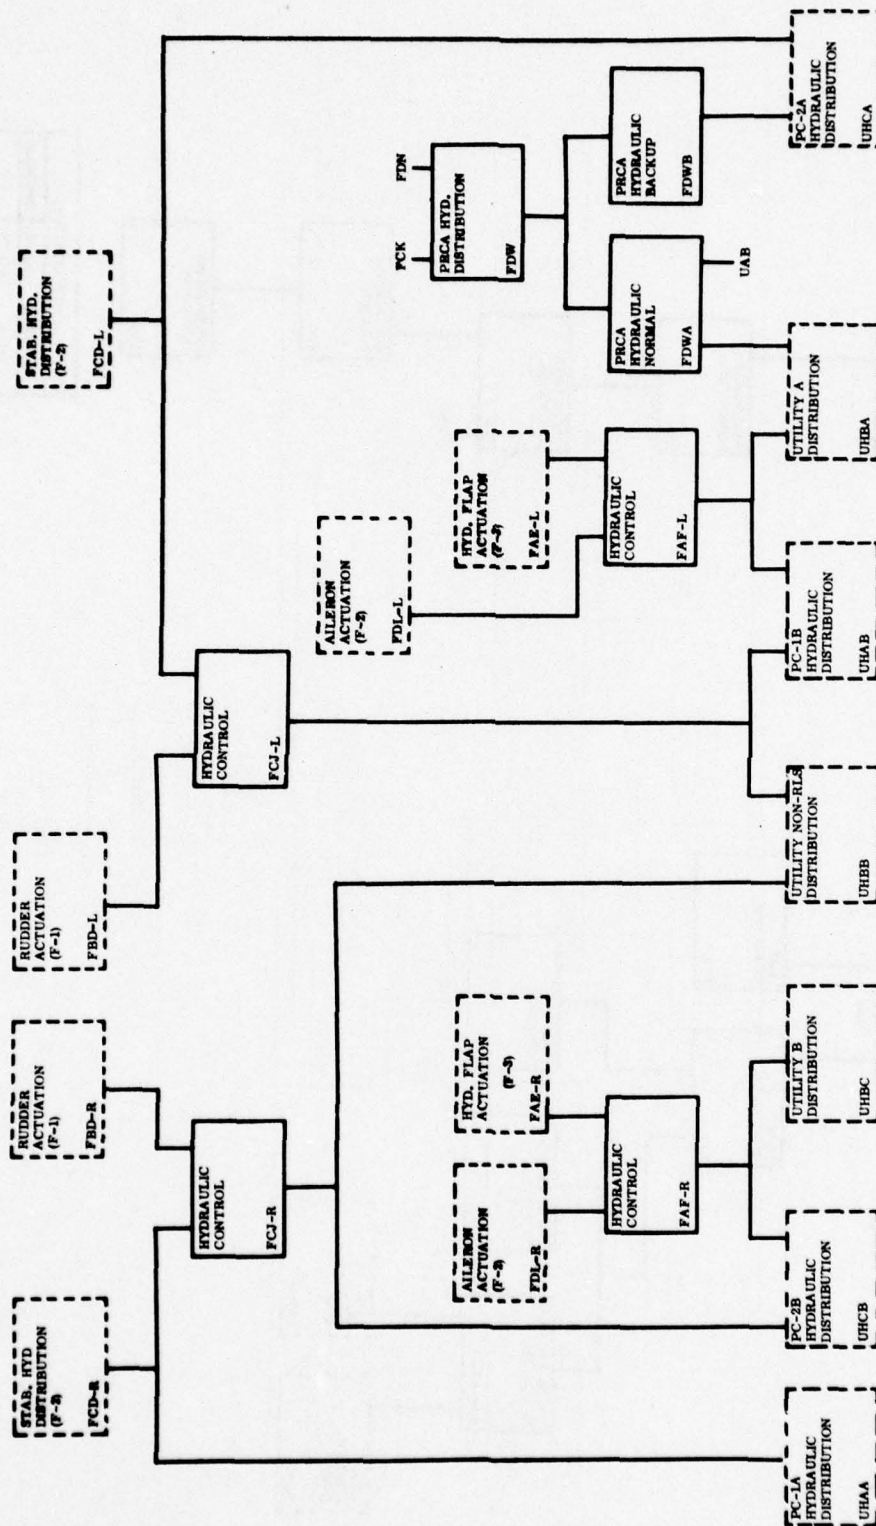 STAB. HYD
DISTRIBUTION
(F-2)
FCD-R
RUDDER
ACTUATION
(F-1)
FBD-R
RUDDER
ACTUATION
(F-1)
FBD-L
STAB. HYD.
DISTRIBUTION
(F-2)
FCD-L
HYDRAULIC
CONTROL
FCJ-R
HYDRAULIC
CONTROL
FCJ-L
AILERON
ACTUATION
(F-2)
FDL-L
FCK
FDN
PRCA HYD.
DISTRIBUTION
FDW
AILERON
ACTUATION
(F-2)
FDL-R
HYD. FLAP
ACTUATION
(F-3)
FAE-R
HYD. FLAP
ACTUATION
(F-3)
FAE-L
HYDRAULIC
CONTROL
FAF-R
HYDRAULIC
CONTROL
FAF-L
PRCA
HYDRAULIC
NORMAL
FDWA
PRCA
HYDRAULIC
BACKUP
FDWB
UAB
PC-1A
HYDRAULIC
DISTRIBUTION
UHAA
PC-2B
HYDRAULIC
DISTRIBUTION
UHCB
UTILITY B
DISTRIBUTION
UHBC
UTILITY NON-RLS
DISTRIBUTION
UHBB
PC-1B
HYDRAULIC
DISTRIBUTION
UHAB
UTILITY A
DISTRIBUTION
UHBA
PC-2A
HYDRAULIC
DISTRIBUTION
UHCA